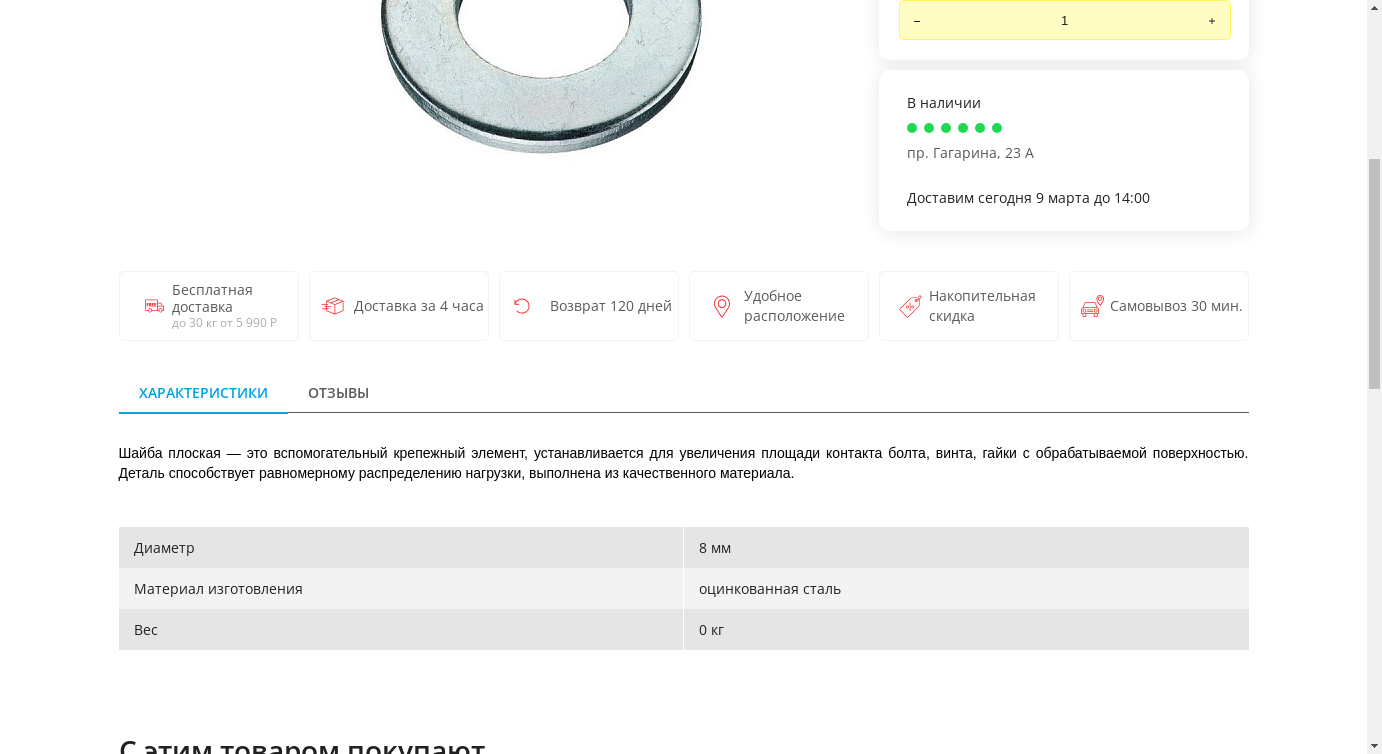 –
1
+
В наличии
пр. Гагарина, 23 А
Доставим сегодня 9 марта до 14:00
FREE
Бесплатная
доставка
до 30 кг от 5 990 Р
Доставка за 4 часа
Возврат 120 дней
Удобное
расположение
Накопительная
скидка
Самовывоз 30 мин.
ХАРАКТЕРИСТИКИ
ОТЗЫВЫ
Шайба плоская — это вспомогательный крепежный элемент, устанавливается для увеличения площади контакта болта, винта, гайки с обрабатываемой поверхностью.
Деталь способствует равномерному распределению нагрузки, выполнена из качественного материала.
Диаметр 8 мм
Материал изготовления оцинкованная сталь
Вес 0 кг
С этим товаром покупают